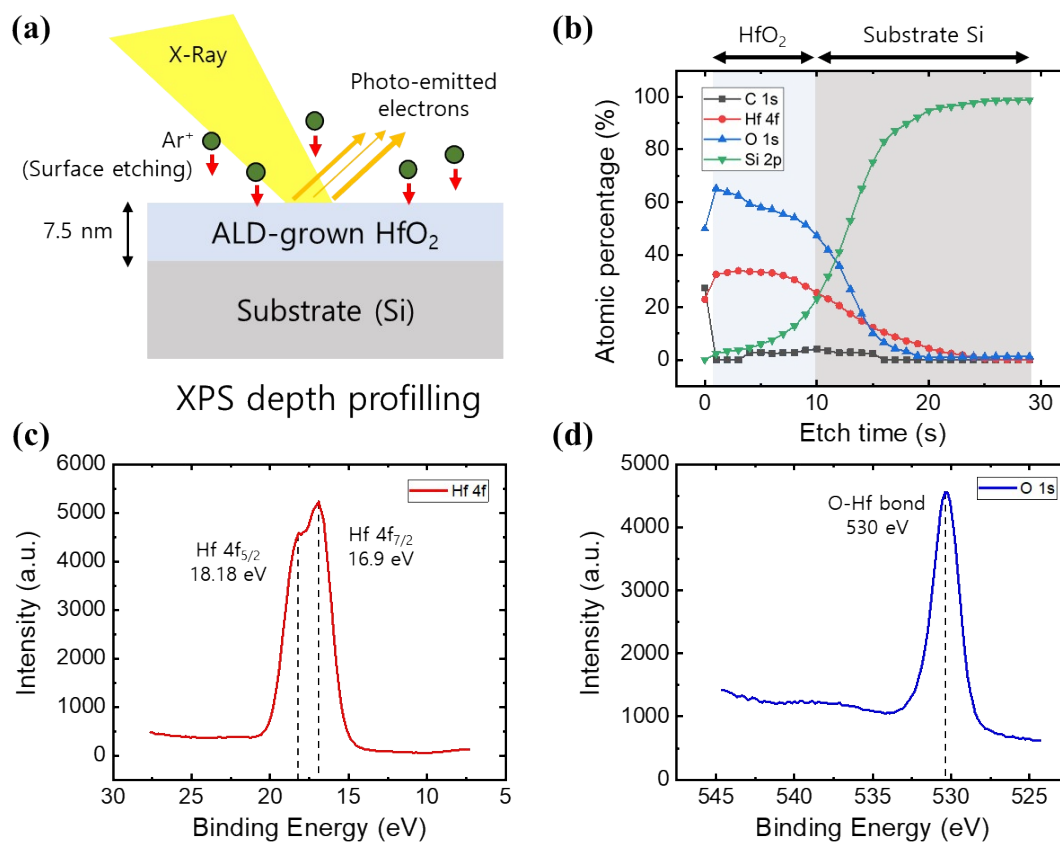 (a)
X-Ray
Photo-emitted
electrons
Ar⁺
(Surface etching)
7.5 nm
ALD-grown HfO₂
Substrate (Si)
XPS depth profilling
(b)
HfO₂
Substrate Si
C 1s
Hf 4f
O 1s
Si 2p
100
80
60
40
20
0
Atomic percentage (%)
0
10
20
30
Etch time (s)
(c)
6000
5000
4000
3000
2000
1000
0
Intensity (a.u.)
Hf 4f
Hf 4f₅/₂
18.18 eV
Hf 4f₇/₂
16.9 eV
30
25
20
15
10
5
Binding Energy (eV)
(d)
5000
4000
3000
2000
1000
0
Intensity (a.u.)
O 1s
O-Hf bond
530 eV
545
540
535
530
525
Binding Energy (eV)